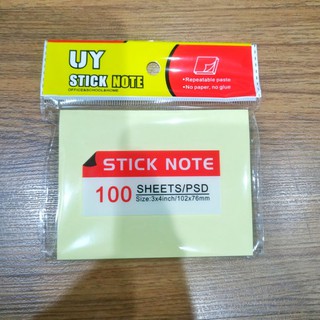 UY
STICK NOTE
OFFICE&SCHOOL&HOME
•Repeatable paste
•No paper, no glue
STICK NOTE
100 SHEETS/PSD
Size:3x4inch/102x76mm